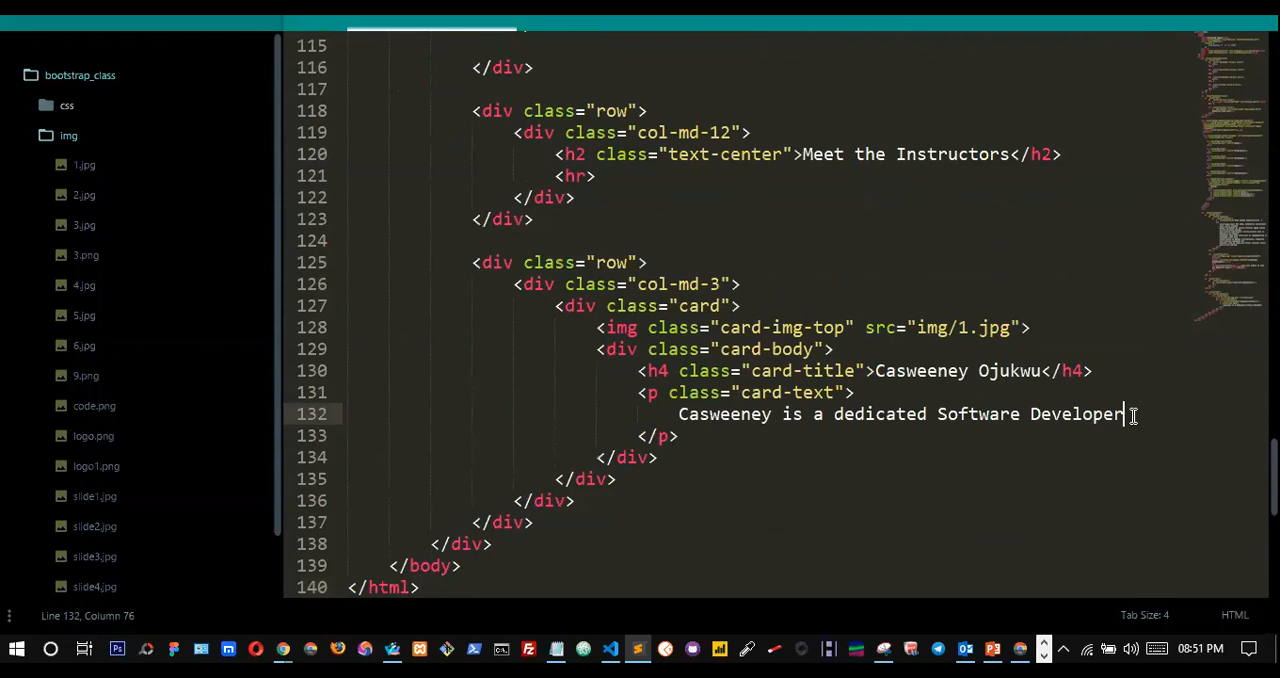 bootstrap_class
css
img
1.jpg
2.jpg
3.jpg
3.png
4.jpg
5.jpg
6.jpg
9.png
code.png
logo.png
logo1.png
slide1.jpg
slide2.jpg
slide3.jpg
slide4.jpg
115
116 </div>
117
118 <div class="row">
119 <div class="col-md-12">
120 <h2 class="text-center">Meet the Instructors</h2>
121 <hr>
122 </div>
123 </div>
124
125 <div class="row">
126 <div class="col-md-3">
127 <div class="card">
128 <img class="card-img-top" src="img/1.jpg">
129 <div class="card-body">
130 <h4 class="card-title">Casweeney Ojukwu</h4>
131 <p class="card-text">
132 Casweeney is a dedicated Software Developer
133 </p>
134 </div>
135 </div>
136 </div>
137 </div>
138 </div>
139 </body>
140 </html>
Line 132, Column 76
Tab Size: 4
HTML
08:51 PM